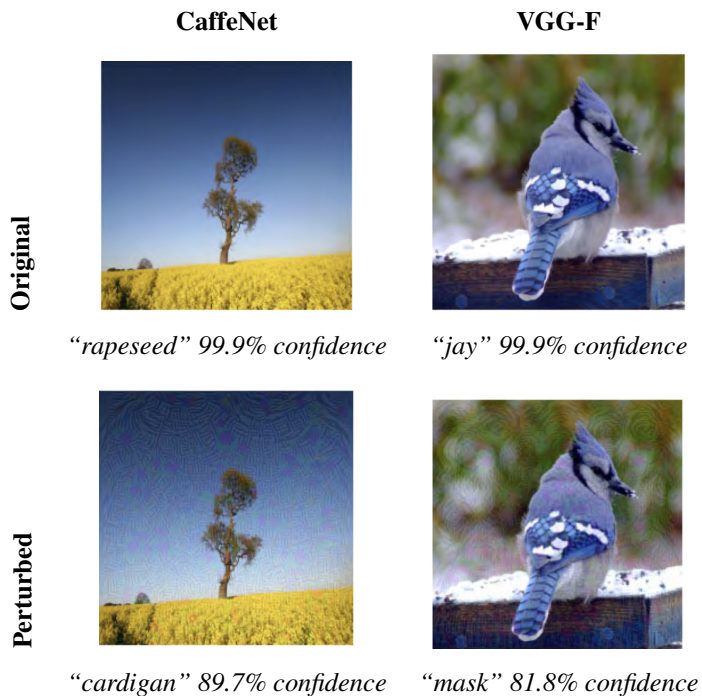 CaffeNet VGG-F
Original
“rapeseed” 99.9% confidence “jay” 99.9% confidence
Perturbed
“cardigan” 89.7% confidence “mask” 81.8% confidence